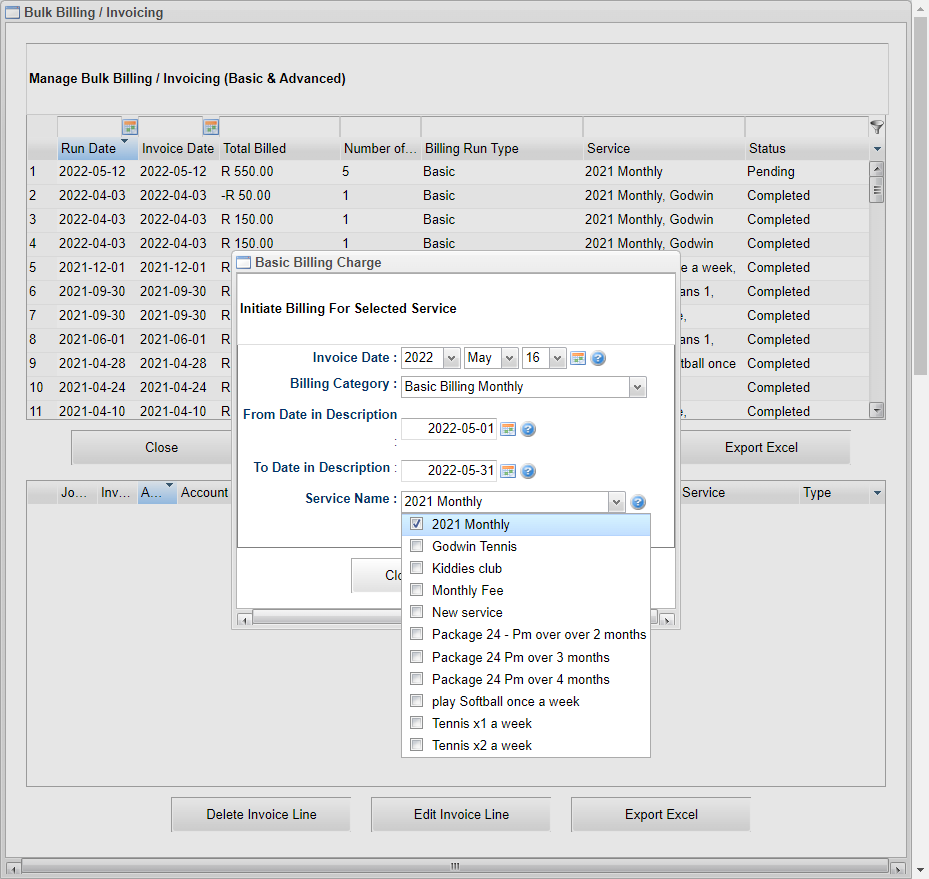 Bulk Billing / Invoicing
Manage Bulk Billing / Invoicing (Basic & Advanced)
Run Date Invoice Date Total Billed Number of... Billing Run Type Service Status
1 2022-05-12 2022-05-12 R 550.00 5 Basic 2021 Monthly Pending
2 2022-04-03 2022-04-03 -R 50.00 1 Basic 2021 Monthly, Godwin Completed
3 2022-04-03 2022-04-03 R 150.00 1 Basic 2021 Monthly, Godwin Completed
4 2022-04-03 2022-04-03 R 150.00 1 Basic 2021 Monthly, Godwin Completed
5 2021-12-01 2021-12-01 R e a week, Completed
6 2021-09-30 2021-09-30 R ans 1, Completed
7 2021-09-30 2021-09-30 R e, Completed
8 2021-06-01 2021-06-01 R ans 1, Completed
9 2021-04-28 2021-04-28 R tball once Completed
10 2021-04-24 2021-04-24 R Completed
11 2021-04-10 2021-04-10 R e, Completed
Close
Export Excel
Jo... Inv... A... Account Service Type
Basic Billing Charge
Initiate Billing For Selected Service
Invoice Date : 2022 May 16
Billing Category : Basic Billing Monthly
From Date in Description
: 2022-05-01
To Date in Description : 2022-05-31
Service Name : 2021 Monthly
2021 Monthly
Godwin Tennis
Kiddies club
Monthly Fee
New service
Package 24 - Pm over over 2 months
Package 24 Pm over 3 months
Package 24 Pm over 4 months
play Softball once a week
Tennis x1 a week
Tennis x2 a week
Clo
Delete Invoice Line
Edit Invoice Line
Export Excel